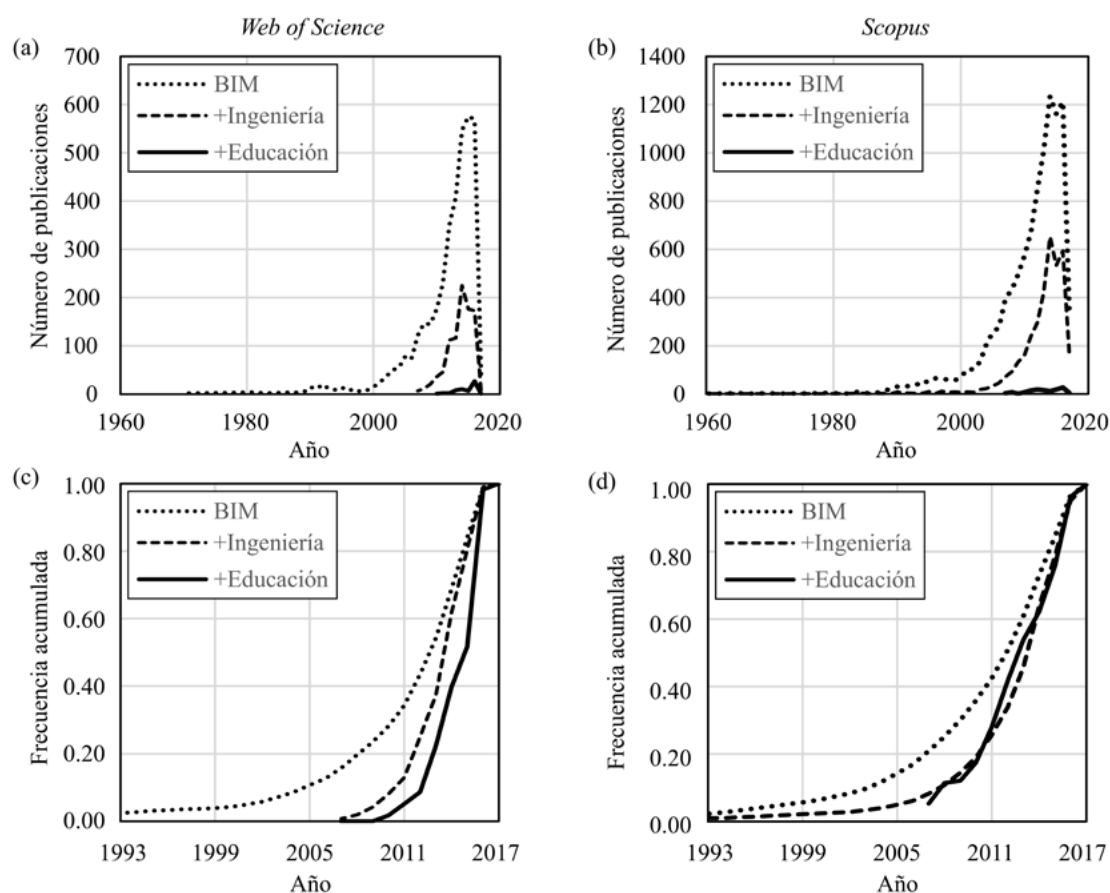 Web of Science
(a)
Número de publicaciones
700
600
500
400
300
200
100
0
BIM
+Ingeniería
+Educación
1960
1980
2000
2020
Año
Scopus
(b)
Número de publicaciones
1400
1200
1000
800
600
400
200
0
BIM
+Ingeniería
+Educación
1960
1980
2000
2020
Año
(c)
Frecuencia acumulada
1.00
0.80
0.60
0.40
0.20
0.00
BIM
+Ingeniería
+Educación
1993
1999
2005
2011
2017
Año
(d)
Frecuencia acumulada
1.00
0.80
0.60
0.40
0.20
0.00
BIM
+Ingeniería
+Educación
1993
1999
2005
2011
2017
Año